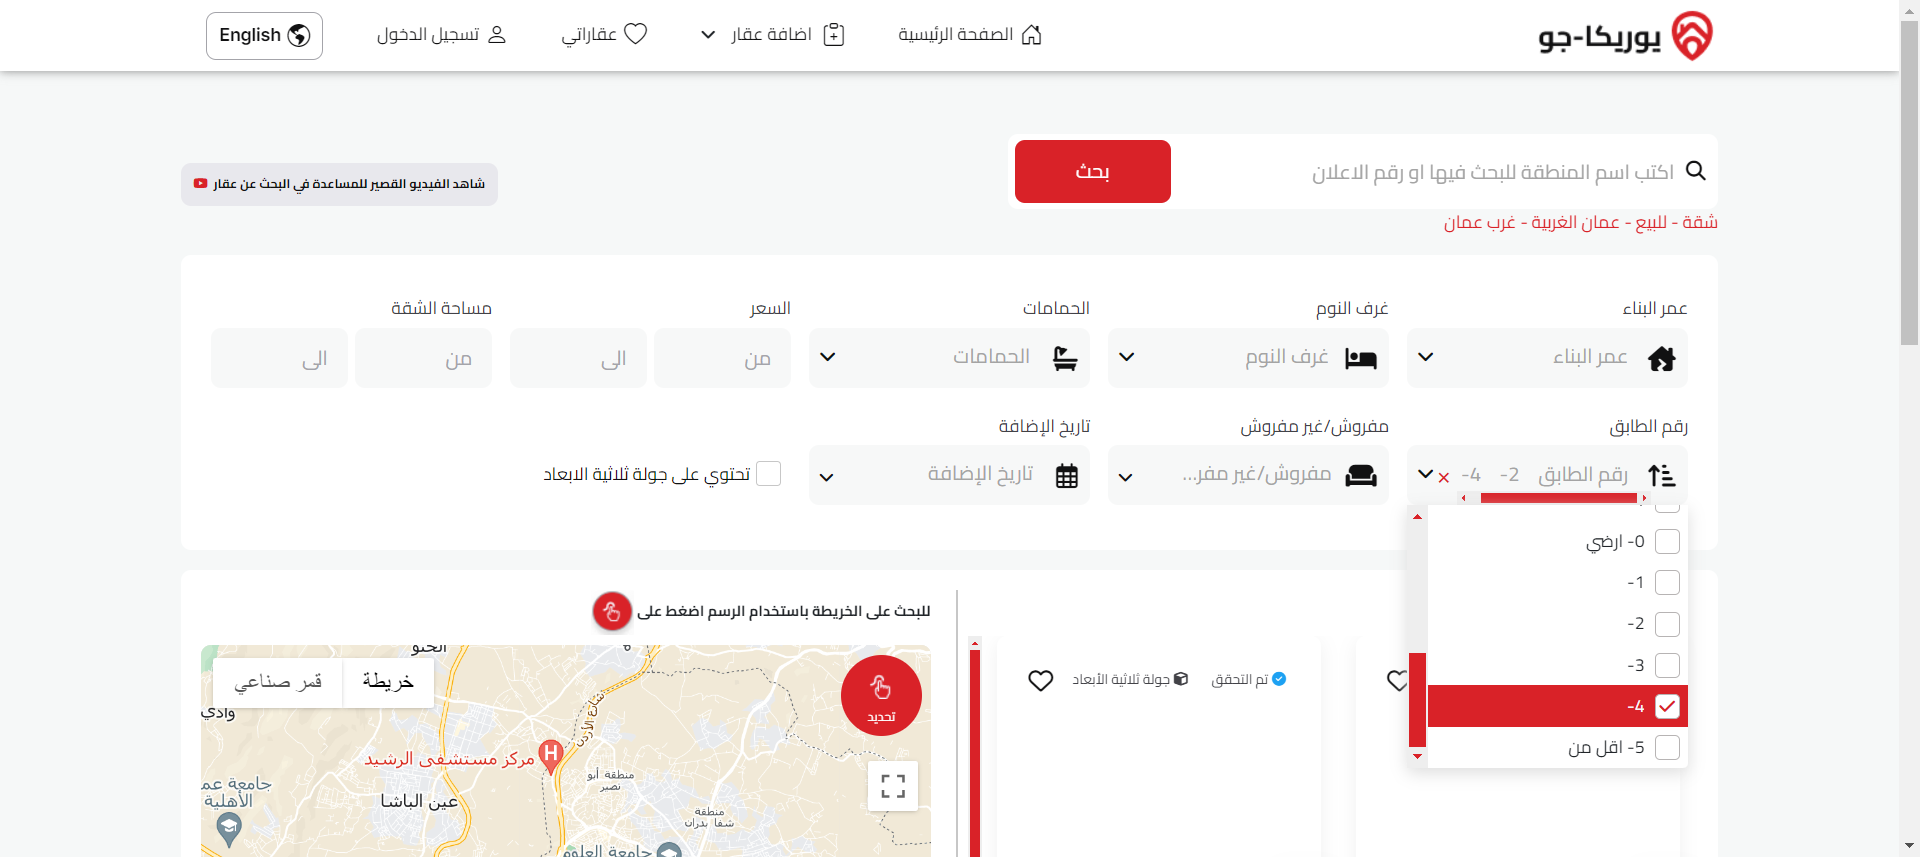 يوريكا-جو
الصفحة الرئيسية
اضافة عقار
عقاراتي
تسجيل الدخول
English
اكتب اسم المنطقة للبحث فيها او رقم الاعلان
بحث
شاهد الفيديو القصير للمساعدة في البحث عن عقار
شقة - للبيع - عمان الغربية - غرب عمان
عمر البناء
غرف النوم
الحمامات
السعر
مساحة الشقة
عمر البناء
غرف النوم
الحمامات
من
الى
من
الى
رقم الطابق
مفروش/غير مفروش
تاريخ الإضافة
رقم الطابق
-2
-4
مفروش/غير مفر...
تاريخ الإضافة
تحتوي على جولة ثلاثية الابعاد
0- ارضي
-1
-2
-3
-4
5- اقل من
للبحث على الخريطة باستخدام الرسم اضغط على
تم التحقق
جولة ثلاثية الأبعاد
خريطة
قمر صناعي
تحديد
وادي
شارع الأردن
مركز مستشفى الرشيد
H
منطقة أبو
نصير
جامعة عم
الأهلية
عين الباشا
منطقة
شفا بدران
جامعة العلوم